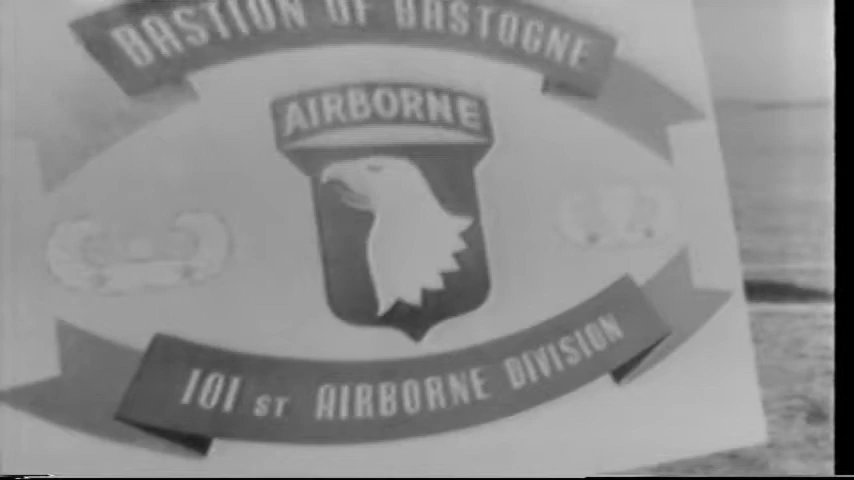 BASTION OF BASTOGNE
AIRBORNE
101 ST AIRBORNE DIVISION